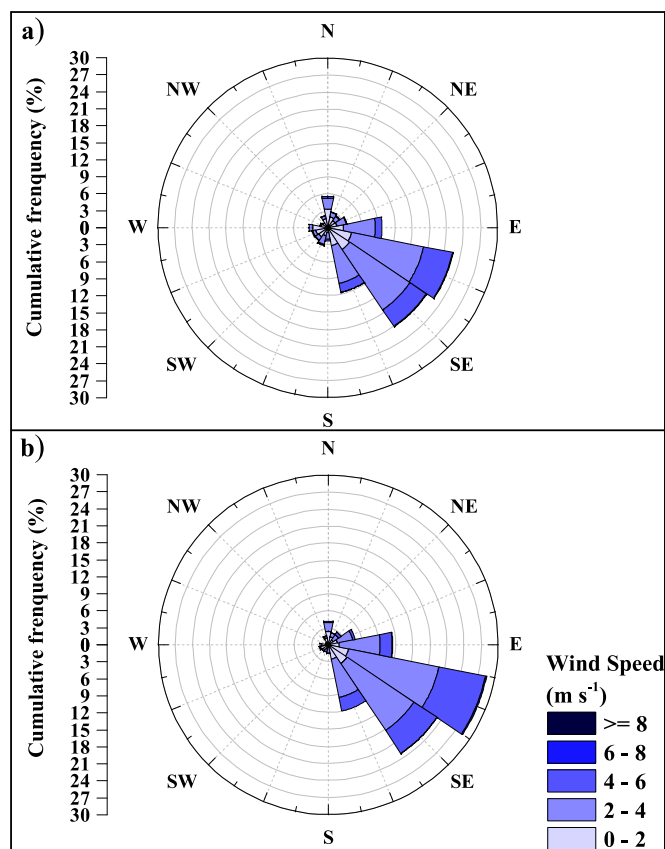 a)
N
NE
E
SE
S
SW
W
NW
Cumulative frenquency (%)
30
27
24
21
18
15
12
9
6
3
0
3
6
9
12
15
18
21
24
27
30
b)
N
NE
E
SE
S
SW
W
NW
Cumulative frenquency (%)
30
27
24
21
18
15
12
9
6
3
0
3
6
9
12
15
18
21
24
27
30
Wind Speed
(m s⁻¹)
>= 8
6 - 8
4 - 6
2 - 4
0 - 2